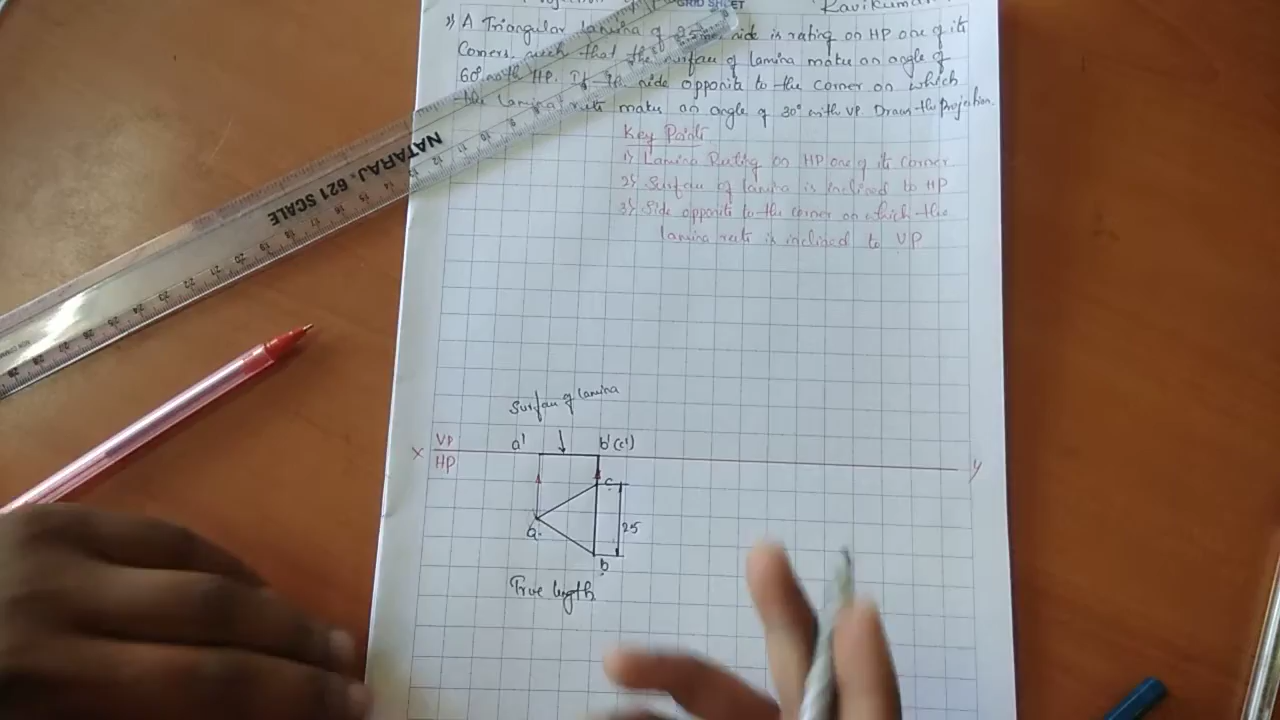 GRID SHEET
Ravikumar
1) A Triangular lamina of 25mm side is resting on HP one of its
Corners such that the surface of lamina makes an angle of
60° with HP. If the side opposite to the corner on which
the lamina rests makes an angle of 30° with VP Draw the projection.
Key Points
1) Lamina Resting on HP one of its corner
2) Surface of lamina is inclined to HP
3) Side opposite to the corner on which the
lamina rests is inclined to VP
NATARAJ. 621 SCALE
Surface of lamina
X VP a' b'(c') y
HP
c
a 25
b
True length